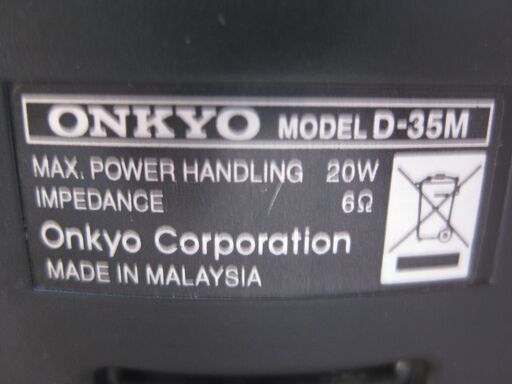 ONKYO MODEL D-35M
MAX. POWER HANDLING 20W
IMPEDANCE 6Ω
Onkyo Corporation
MADE IN MALAYSIA